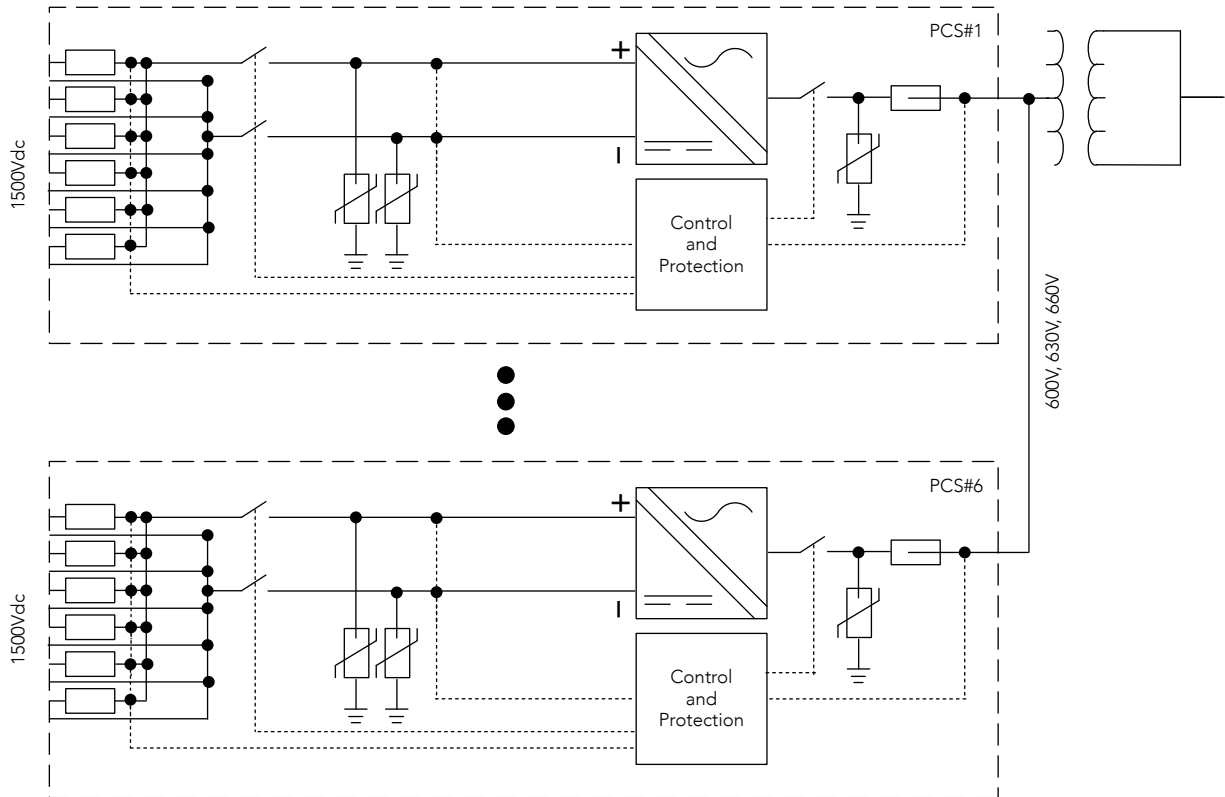 PCS#1
+
1500Vdc
Control
and
Protection
600V, 630V, 660V
PCS#6
+
1500Vdc
Control
and
Protection